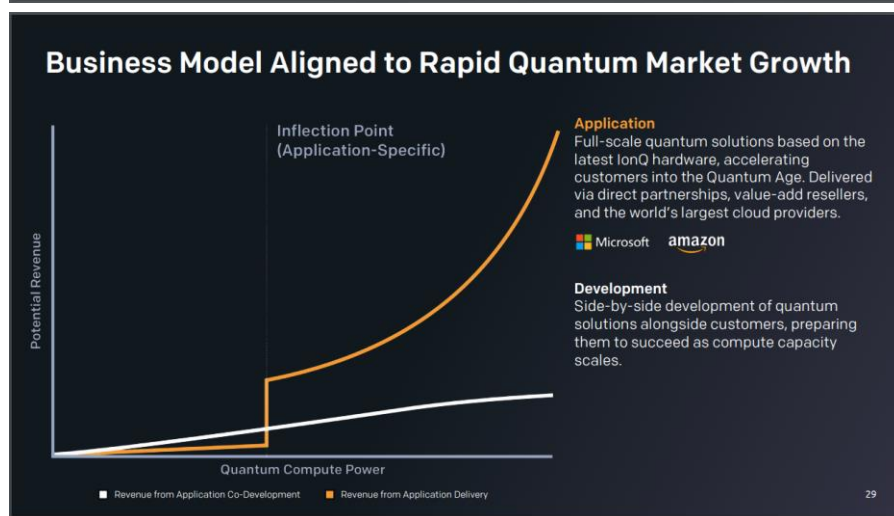 Business Model Aligned to Rapid Quantum Market Growth
Inflection Point
(Application-Specific)
Potential Revenue
Quantum Compute Power
Revenue from Application Co-Development
Revenue from Application Delivery
Application
Full-scale quantum solutions based on the
latest IonQ hardware, accelerating
customers into the Quantum Age. Delivered
via direct partnerships, value-add resellers,
and the world's largest cloud providers.
Microsoft amazon
Development
Side-by-side development of quantum
solutions alongside customers, preparing
them to succeed as compute capacity
scales.
29